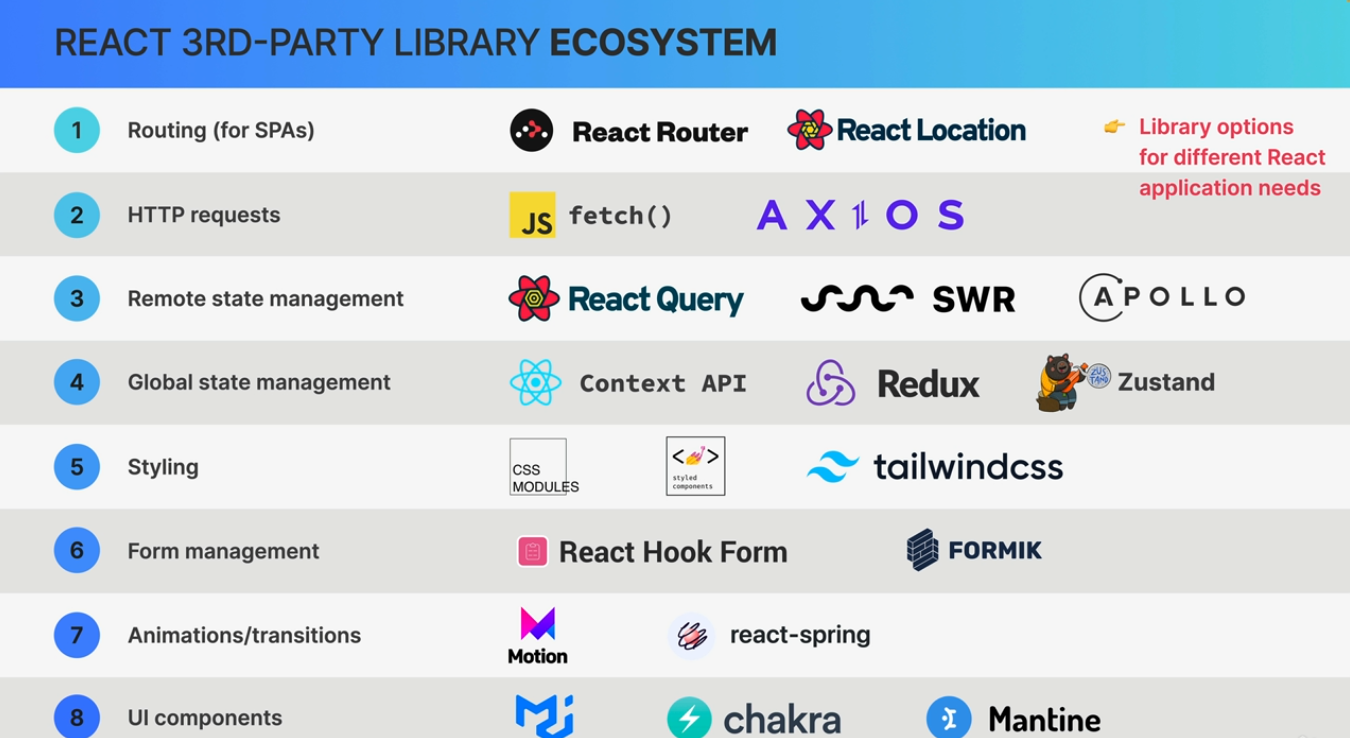 REACT 3RD-PARTY LIBRARY ECOSYSTEM
1 Routing (for SPAs) React Router React Location
👉 Library options
for different React
application needs
2 HTTP requests JS fetch() AXIOS
3 Remote state management React Query SWR APOLLO
4 Global state management Context API Redux ZUSTAND Zustand
5 Styling CSS MODULES <💅> styled components tailwindcss
6 Form management React Hook Form FORMIK
7 Animations/transitions Motion react-spring
8 UI components chakra Mantine